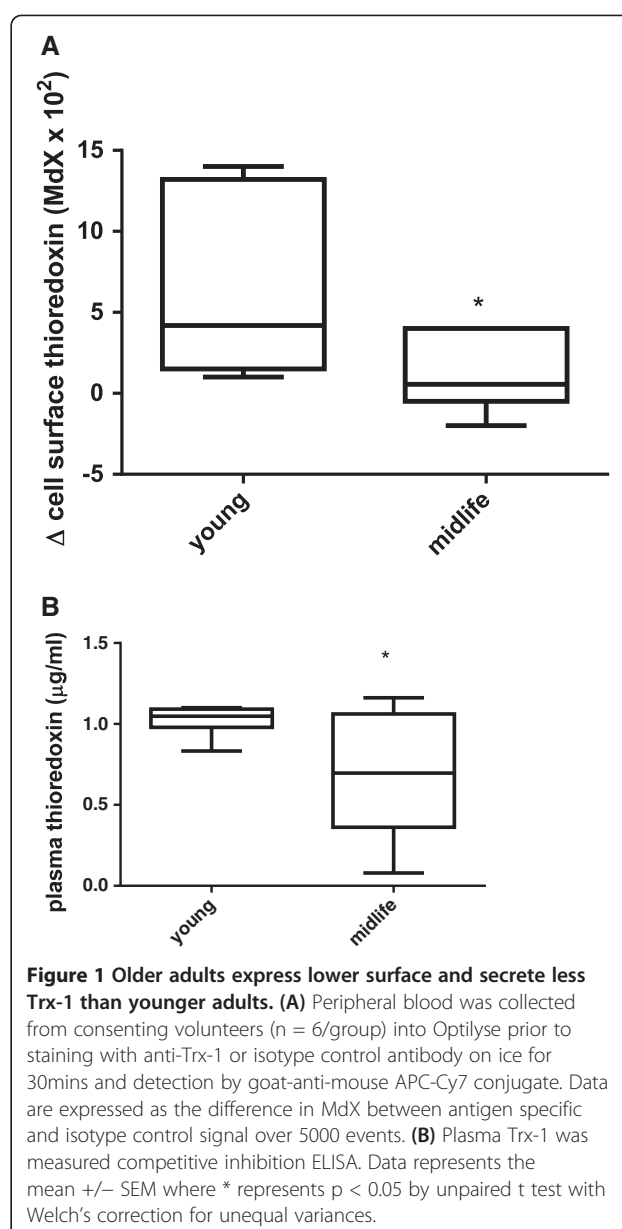 A
Δ cell surface thioredoxin (MdX x 10²)
15
10
5
0
-5
*
young
midlife
B
plasma thioredoxin (μg/ml)
1.5
1.0
0.5
0.0
*
young
midlife
Figure 1 Older adults express lower surface and secrete less
Trx-1 than younger adults. (A) Peripheral blood was collected
from consenting volunteers (n = 6/group) into Optilyse prior to
staining with anti-Trx-1 or isotype control antibody on ice for
30mins and detection by goat-anti-mouse APC-Cy7 conjugate. Data
are expressed as the difference in MdX between antigen specific
and isotype control signal over 5000 events. (B) Plasma Trx-1 was
measured competitive inhibition ELISA. Data represents the
mean +/− SEM where * represents p < 0.05 by unpaired t test with
Welch's correction for unequal variances.